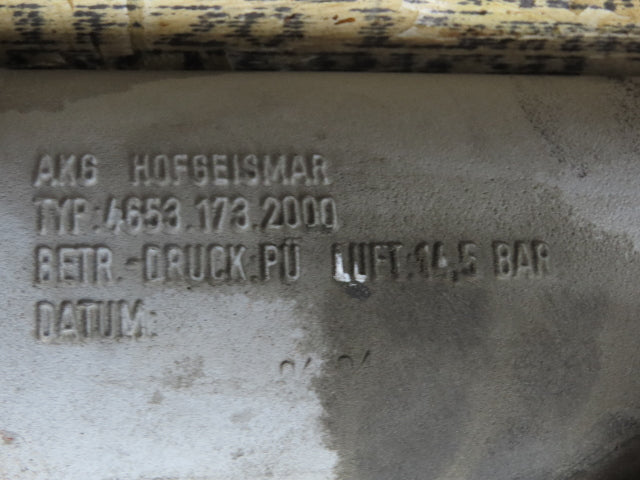 AKG HOFGEISMAR
TYP:4653.173.2000
BETR.-DRUCK:PÜ LUFT:14,5 BAR
DATUM: